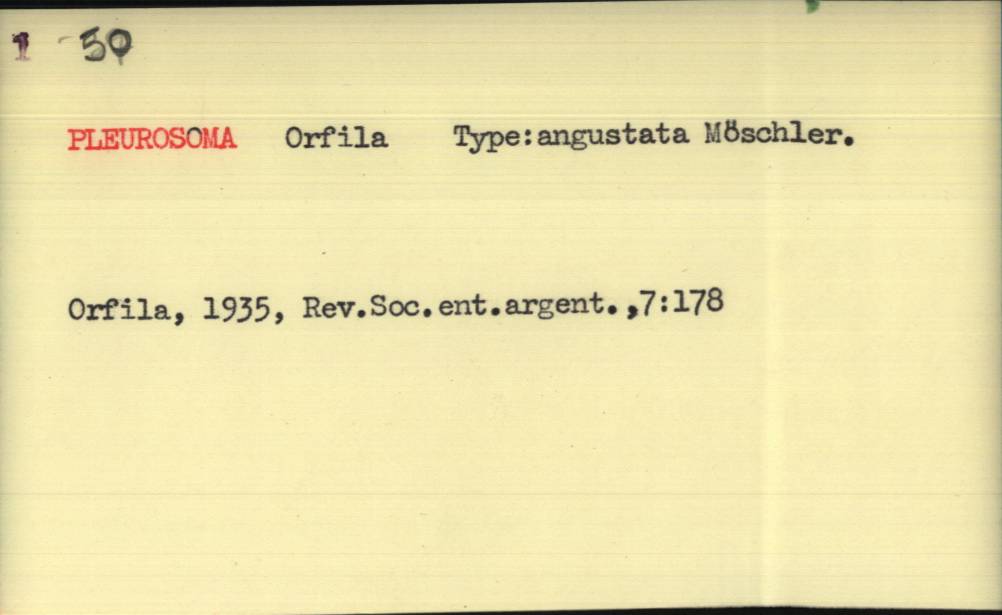 1 50
PLEUROSOMA Orfila Type:angustata Möschler.
Orfila, 1935, Rev.Soc.ent.argent.,7:178